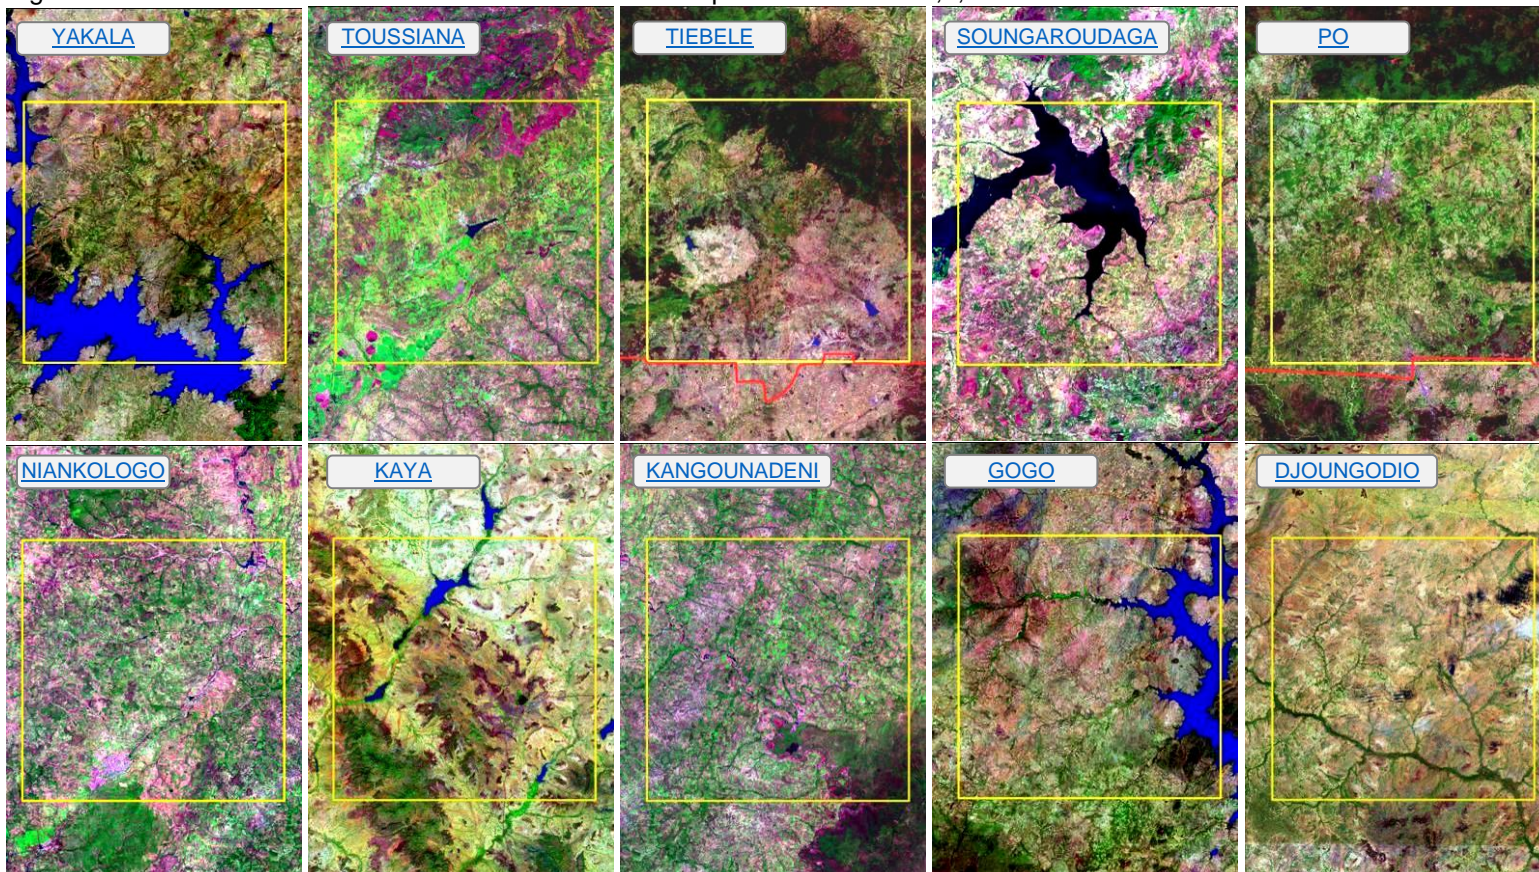 YAKALA
TOUSSIANA
TIEBELE
SOUNGAROUDAGA
PO
NIANKOLOGO
KAYA
KANGOUNADENI
GOGO
DJOUNGODIO